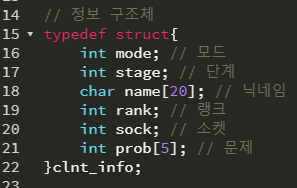 14 // 정보 구조체
15 typedef struct{
16 int mode; // 모드
17 int stage; // 단계
18 char name[20]; // 닉네임
19 int rank; // 랭크
20 int sock; // 소켓
21 int prob[5]; // 문제
22 }clnt_info;
23